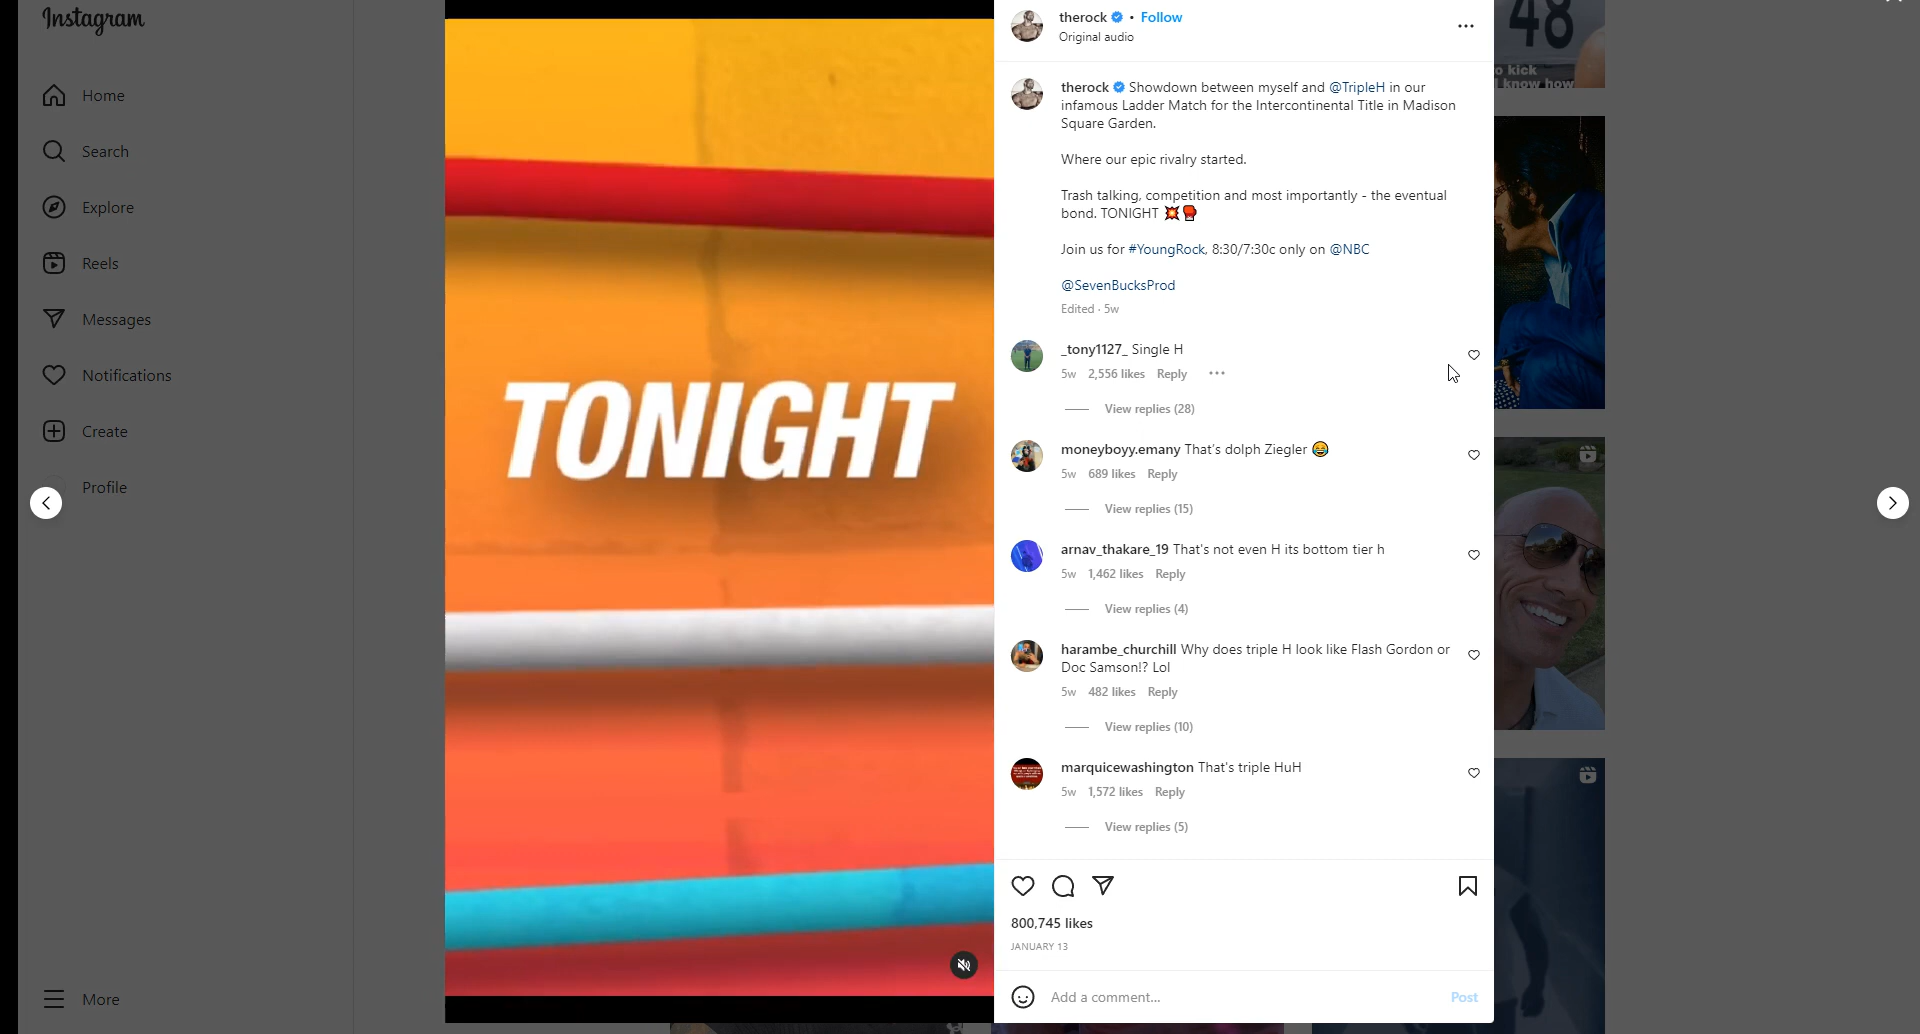 Instagram
Home
Search
Explore
Reels
Messages
Notifications
Create
Profile
More
TONIGHT
therock • Follow
Original audio
therock Showdown between myself and @TripleH in our
infamous Ladder Match for the Intercontinental Title in Madison
Square Garden.
Where our epic rivalry started.
Trash talking, competition and most importantly - the eventual
bond. TONIGHT 💥🥊
Join us for #YoungRock, 8:30/7:30c only on @NBC
@SevenBucksProd
Edited · 5w
_tony1127_ Single H
5w 2,556 likes Reply
View replies (28)
moneyboyy.emany That's dolph Ziegler 😂
5w 689 likes Reply
View replies (15)
arnav_thakare_19 That's not even H its bottom tier h
5w 1,462 likes Reply
View replies (4)
harambe_churchill Why does triple H look like Flash Gordon or
Doc Samson!? Lol
5w 482 likes Reply
View replies (10)
marquicewashington That's triple HuH
5w 1,572 likes Reply
View replies (5)
800,745 likes
JANUARY 13
Add a comment...
Post
48
o kick
I know how